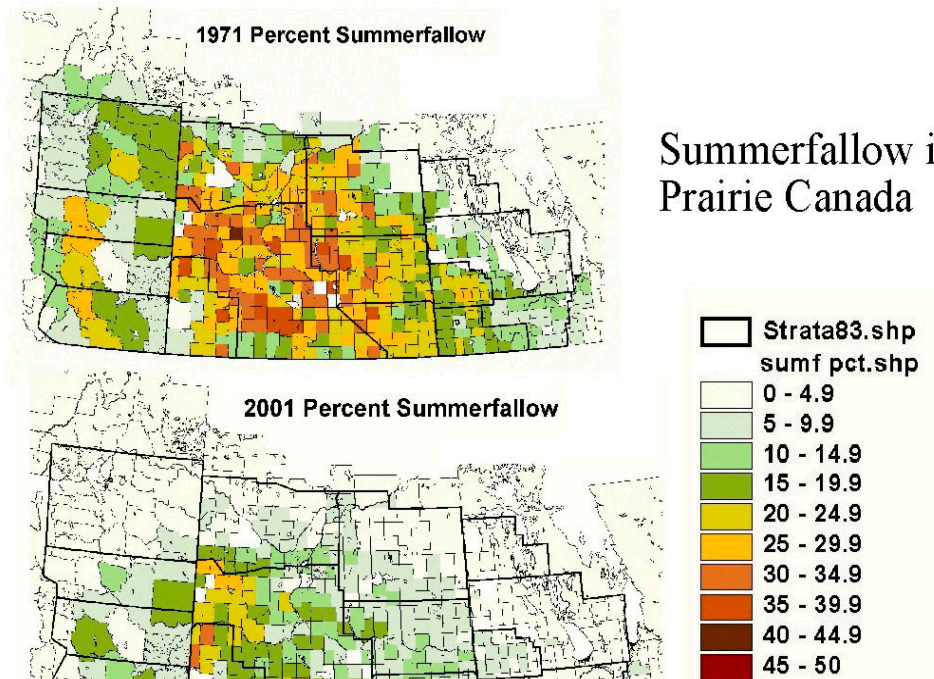 1971 Percent Summerfallow
Summerfallow i
Prairie Canada
2001 Percent Summerfallow
Strata83.shp
sumf pct.shp
0 - 4.9
5 - 9.9
10 - 14.9
15 - 19.9
20 - 24.9
25 - 29.9
30 - 34.9
35 - 39.9
40 - 44.9
45 - 50